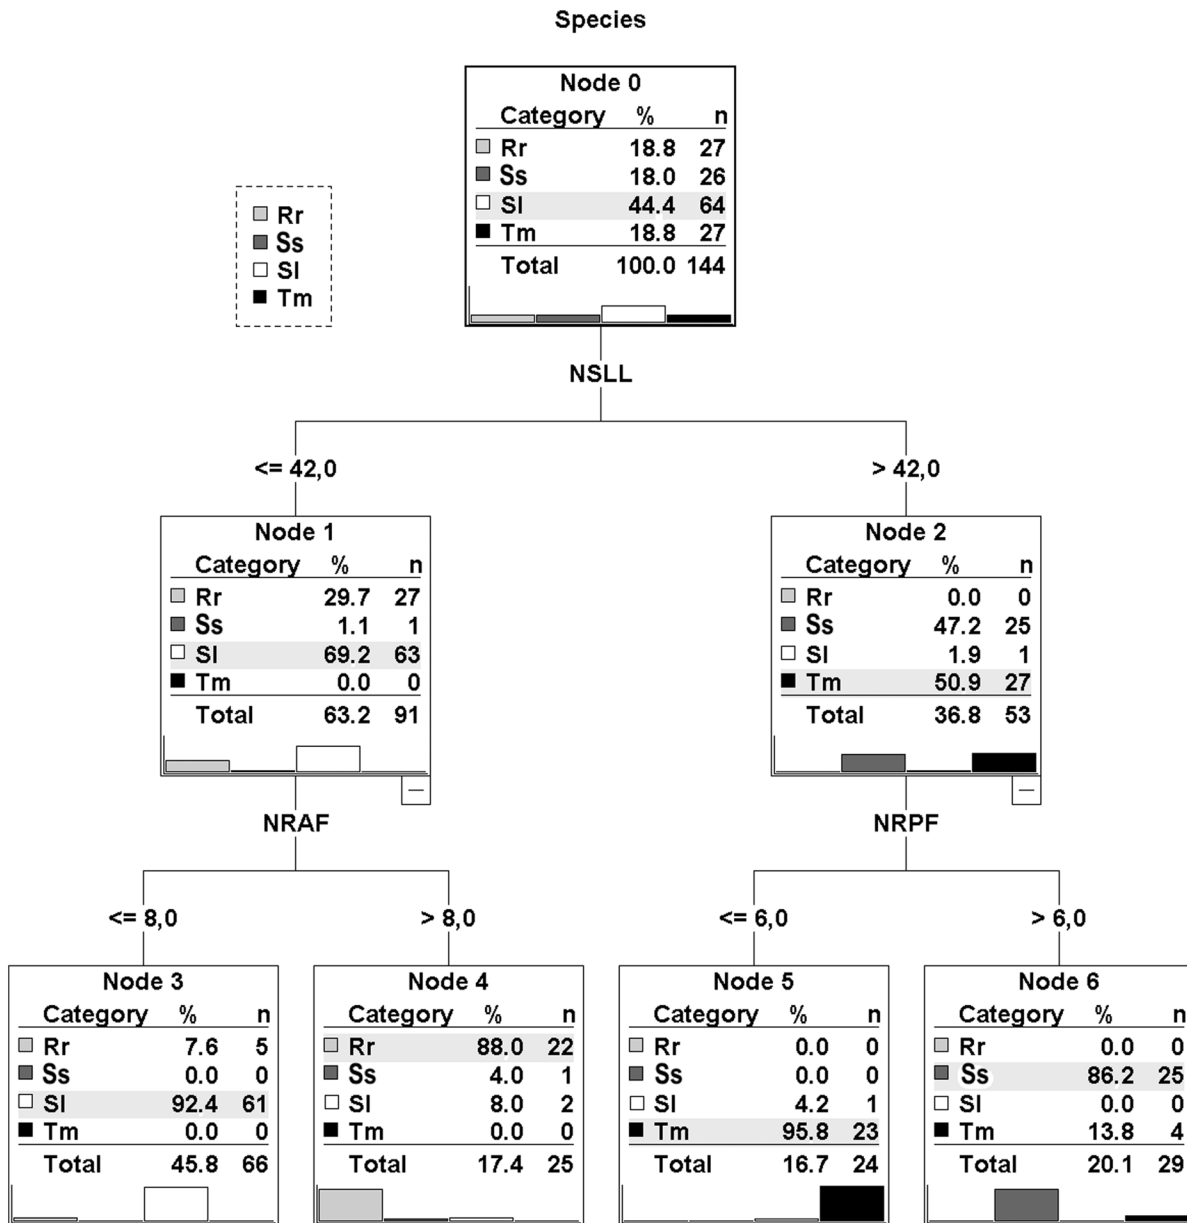 Species
Node 0
Category % n
Rr 18.8 27
Ss 18.0 26
Sl 44.4 64
Tm 18.8 27
Total 100.0 144
Rr
Ss
Sl
Tm
NSLL
<= 42,0
> 42,0
Node 1
Category % n
Rr 29.7 27
Ss 1.1 1
Sl 69.2 63
Tm 0.0 0
Total 63.2 91
Node 2
Category % n
Rr 0.0 0
Ss 47.2 25
Sl 1.9 1
Tm 50.9 27
Total 36.8 53
NRAF
NRPF
<= 8,0
> 8,0
<= 6,0
> 6,0
Node 3
Category % n
Rr 7.6 5
Ss 0.0 0
Sl 92.4 61
Tm 0.0 0
Total 45.8 66
Node 4
Category % n
Rr 88.0 22
Ss 4.0 1
Sl 8.0 2
Tm 0.0 0
Total 17.4 25
Node 5
Category % n
Rr 0.0 0
Ss 0.0 0
Sl 4.2 1
Tm 95.8 23
Total 16.7 24
Node 6
Category % n
Rr 0.0 0
Ss 86.2 25
Sl 0.0 0
Tm 13.8 4
Total 20.1 29